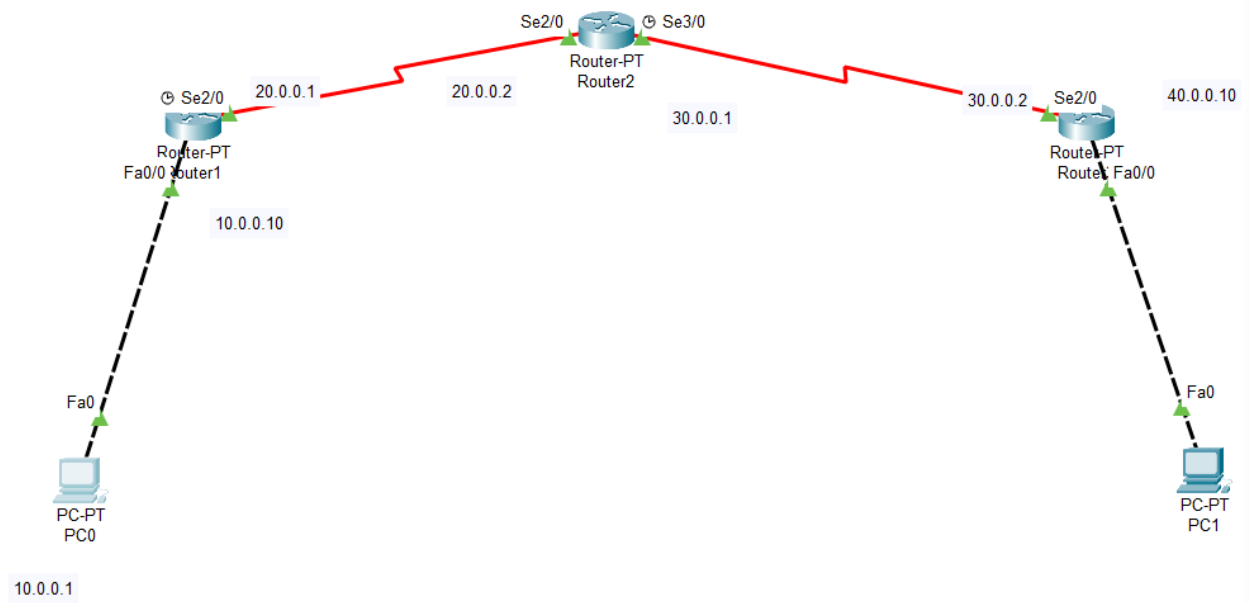 Se2/0
Se3/0
Router-PT
Router2
20.0.0.1
20.0.0.2
30.0.0.1
30.0.0.2
Se2/0
40.0.0.10
Se2/0
Router-PT
Fa0/0
Router-PT
Fa0/0
10.0.0.10
Fa0
Fa0
PC-PT
PC0
PC-PT
PC1
10.0.0.1